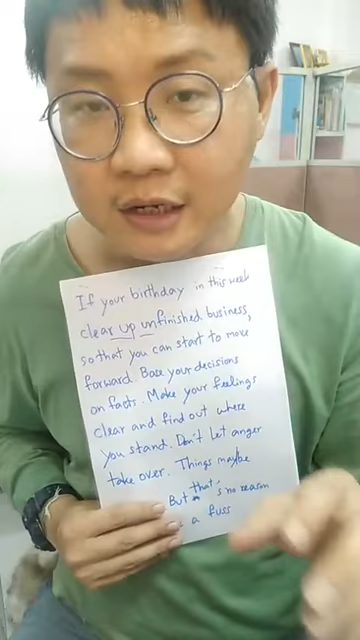 If your birthday in this week
clear up unfinished business,
so that you can start to move
forward. Base your decisions
on facts. Make your feelings
clear and find out where
you stand. Don't let anger
take over. Things maybe
But that's no reason
a fuss